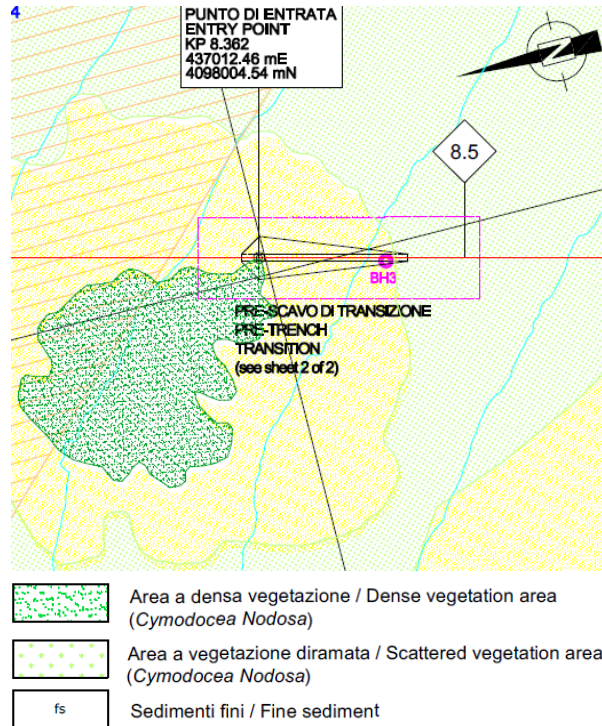 4
PUNTO DI ENTRATA
ENTRY POINT
KP 8.362
437012.46 mE
4098004.54 mN
N
8.5
BH3
PRE-SCAVO DI TRANSIZIONE
PRE-TRENCH
TRANSITION
(see sheet 2 of 2)
Area a densa vegetazione / Dense vegetation area
(Cymodocea Nodosa)
Area a vegetazione diramata / Scattered vegetation area
(Cymodocea Nodosa)
fs
Sedimenti fini / Fine sediment